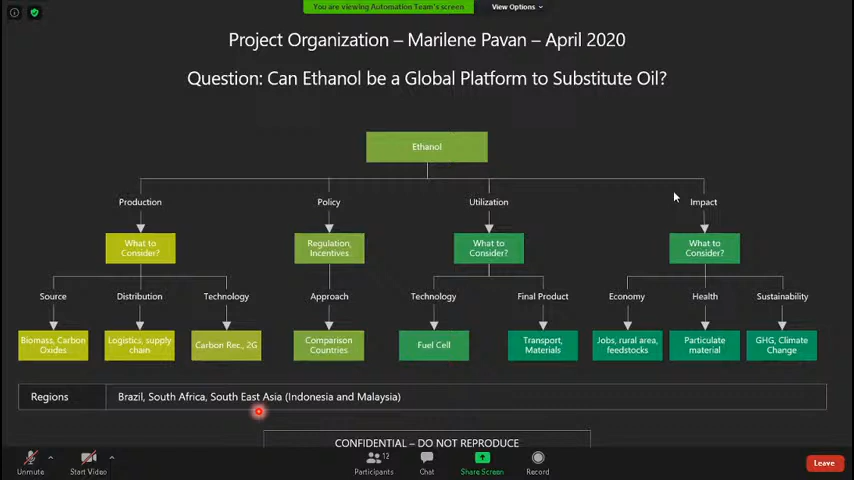 You are viewing Automation Team's screen
View Options
Project Organization – Marilene Pavan – April 2020
Question: Can Ethanol be a Global Platform to Substitute Oil?
Ethanol
Production
Policy
Utilization
Impact
What to
Consider?
Regulation,
Incentives
What to
Consider?
What to
Consider?
Source
Distribution
Technology
Approach
Technology
Final Product
Economy
Health
Sustainability
Biomass, Carbon
Oxides
Logistics, supply
chain
Carbon Rec., 2G
Comparison
Countries
Fuel Cell
Transport,
Materials
Jobs, rural area,
feedstocks
Particulate
material
GHG, Climate
Change
Regions
Brazil, South Africa, South East Asia (Indonesia and Malaysia)
CONFIDENTIAL – DO NOT REPRODUCE
Unmute
Start Video
12
Participants
Chat
Share Screen
Record
Leave